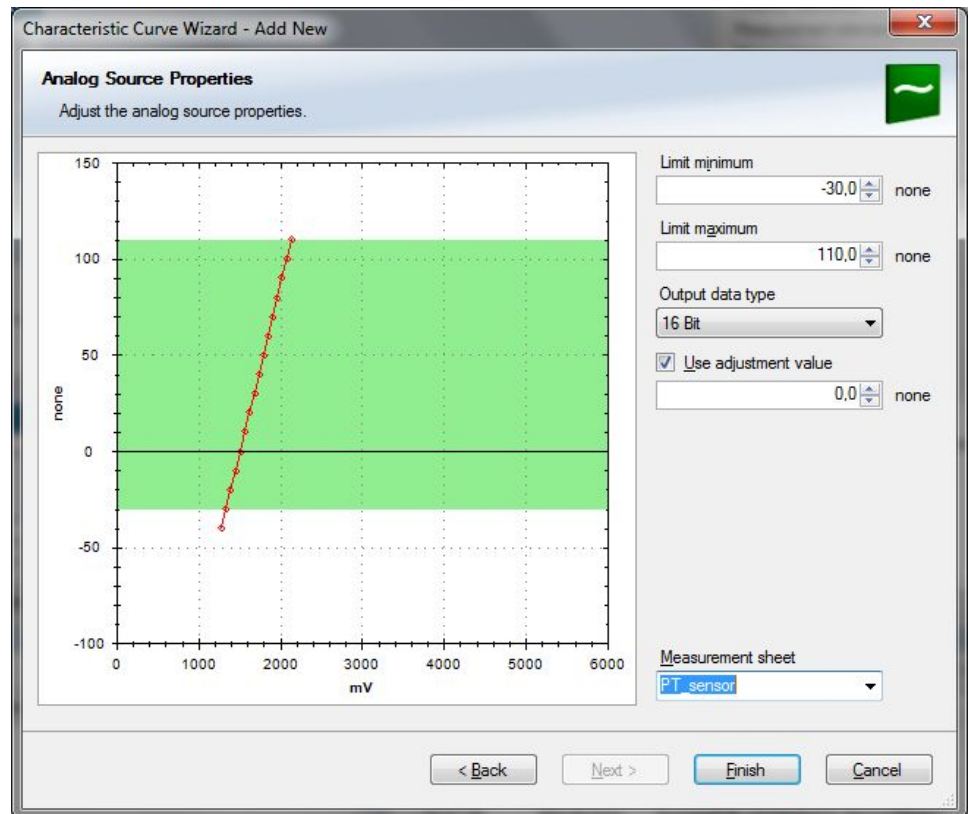 Characteristic Curve Wizard - Add New
Analog Source Properties
Adjust the analog source properties.
150
100
50
0
-50
-100
none
0 1000 2000 3000 4000 5000 6000
mV
Limit minimum
-30,0 none
Limit maximum
110,0 none
Output data type
16 Bit
Use adjustment value
0,0 none
Measurement sheet
PT_sensor
< Back Next > Finish Cancel